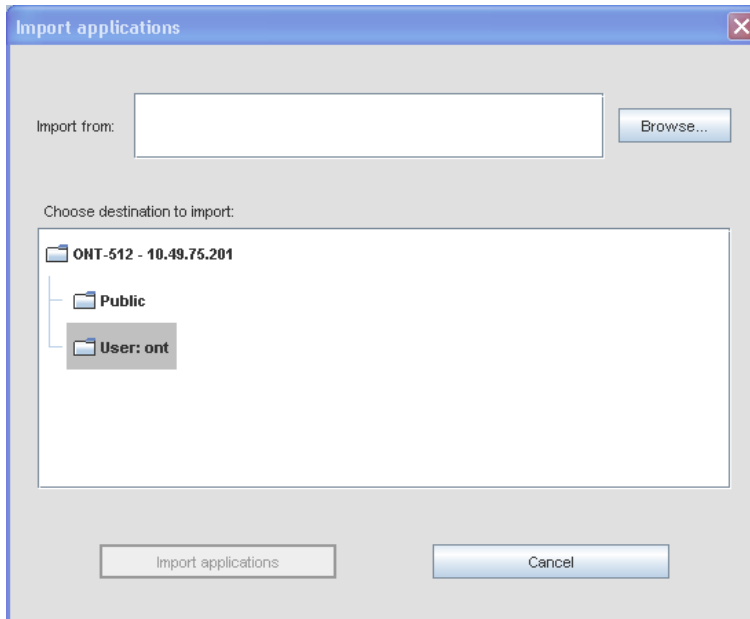 Import applications
Import from:
Browse...
Choose destination to import:
ONT-512 - 10.49.75.201
Public
User: ont
Import applications
Cancel